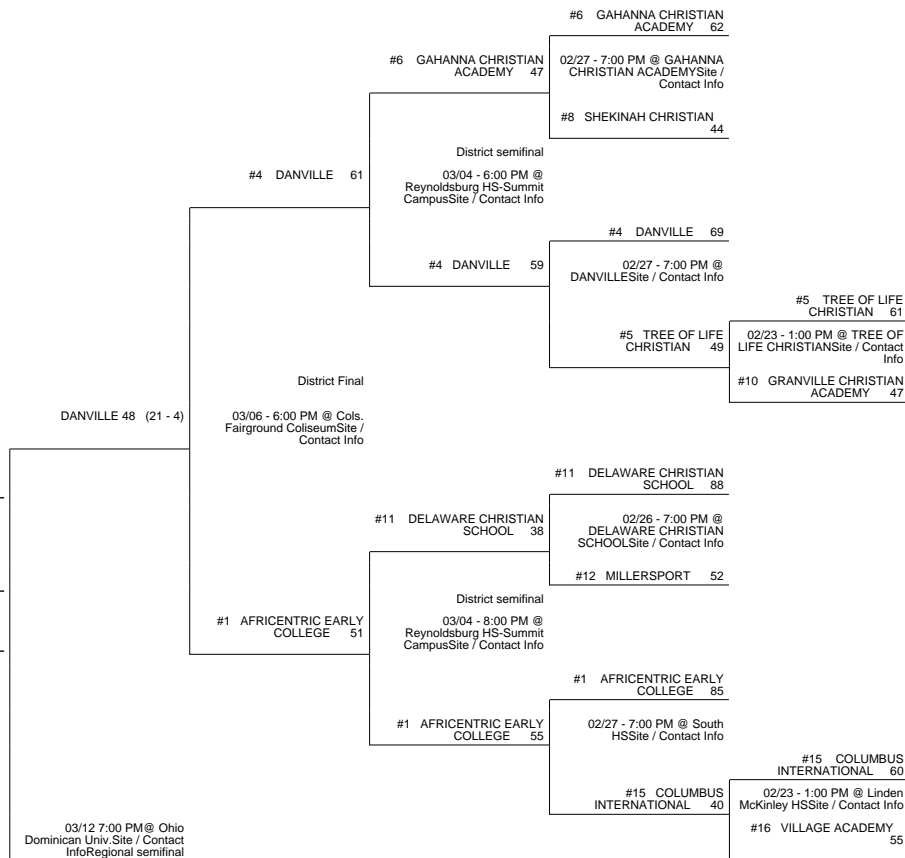 #6 GAHANNA CHRISTIAN
ACADEMY 62
02/27 - 7:00 PM @ GAHANNA
CHRISTIAN ACADEMYSite /
Contact Info
#8 SHEKINAH CHRISTIAN
44
#6 GAHANNA CHRISTIAN
ACADEMY 47
District semifinal
03/04 - 6:00 PM @
Reynoldsburg HS-Summit
CampusSite / Contact Info
#4 DANVILLE 61
#4 DANVILLE 69
02/27 - 7:00 PM @
DANVILLESite / Contact Info
#4 DANVILLE 59
#5 TREE OF LIFE
CHRISTIAN 61
#5 TREE OF LIFE
CHRISTIAN 49
02/23 - 1:00 PM @ TREE OF
LIFE CHRISTIANSite / Contact
Info
#10 GRANVILLE CHRISTIAN
ACADEMY 47
District Final
03/06 - 6:00 PM @ Cols.
Fairground ColiseumSite /
Contact Info
DANVILLE 48 (21 - 4)
#11 DELAWARE CHRISTIAN
SCHOOL 88
02/26 - 7:00 PM @
DELAWARE CHRISTIAN
SCHOOLSite / Contact Info
#12 MILLERSPORT 52
#11 DELAWARE CHRISTIAN
SCHOOL 38
District semifinal
03/04 - 8:00 PM @
Reynoldsburg HS-Summit
CampusSite / Contact Info
#1 AFRICENTRIC EARLY
COLLEGE 51
#1 AFRICENTRIC EARLY
COLLEGE 85
02/27 - 7:00 PM @ South
HSSite / Contact Info
#1 AFRICENTRIC EARLY
COLLEGE 55
#15 COLUMBUS
INTERNATIONAL 60
#15 COLUMBUS
INTERNATIONAL 40
02/23 - 1:00 PM @ Linden
McKinley HSSite / Contact Info
#16 VILLAGE ACADEMY
55
03/12 7:00 PM@ Ohio
Dominican Univ.Site / Contact
InfoRegional semifinal